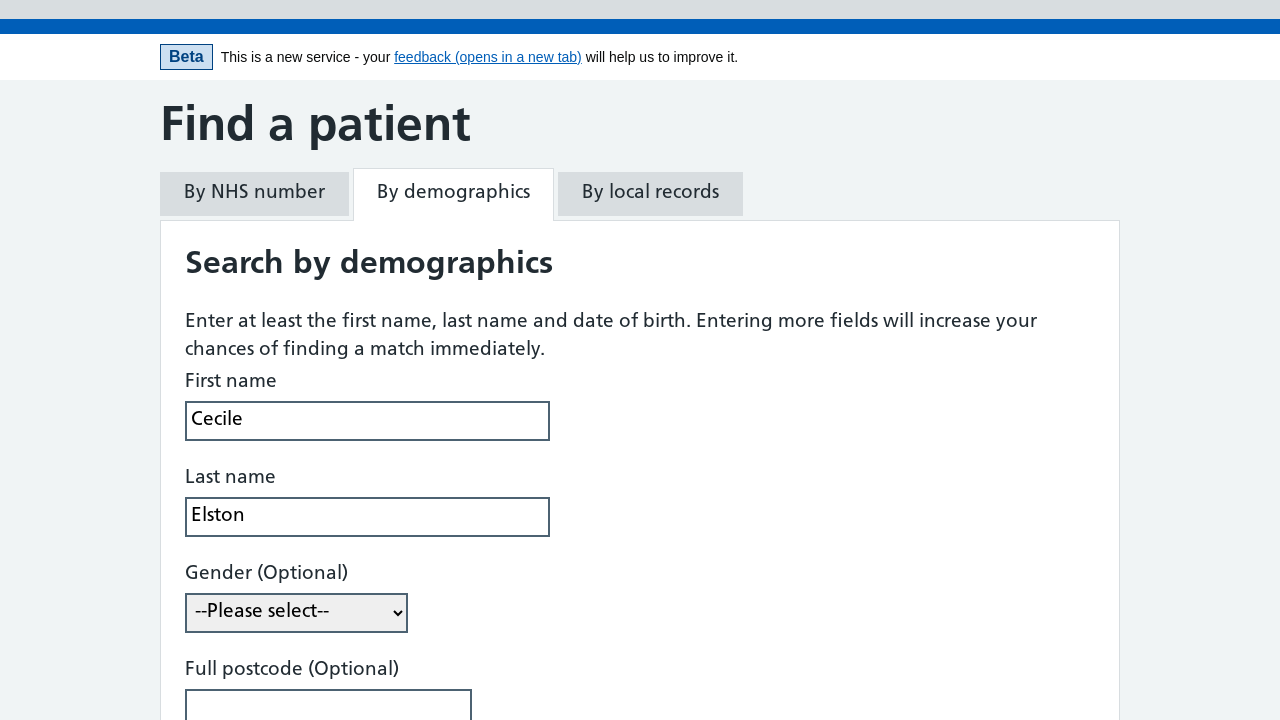 Beta This is a new service - your feedback (opens in a new tab) will help us to improve it.
Find a patient
By NHS number By demographics By local records
Search by demographics
Enter at least the first name, last name and date of birth. Entering more fields will increase your
chances of finding a match immediately.
First name
Cecile
Last name
Elston
Gender (Optional)
--Please select--
Full postcode (Optional)